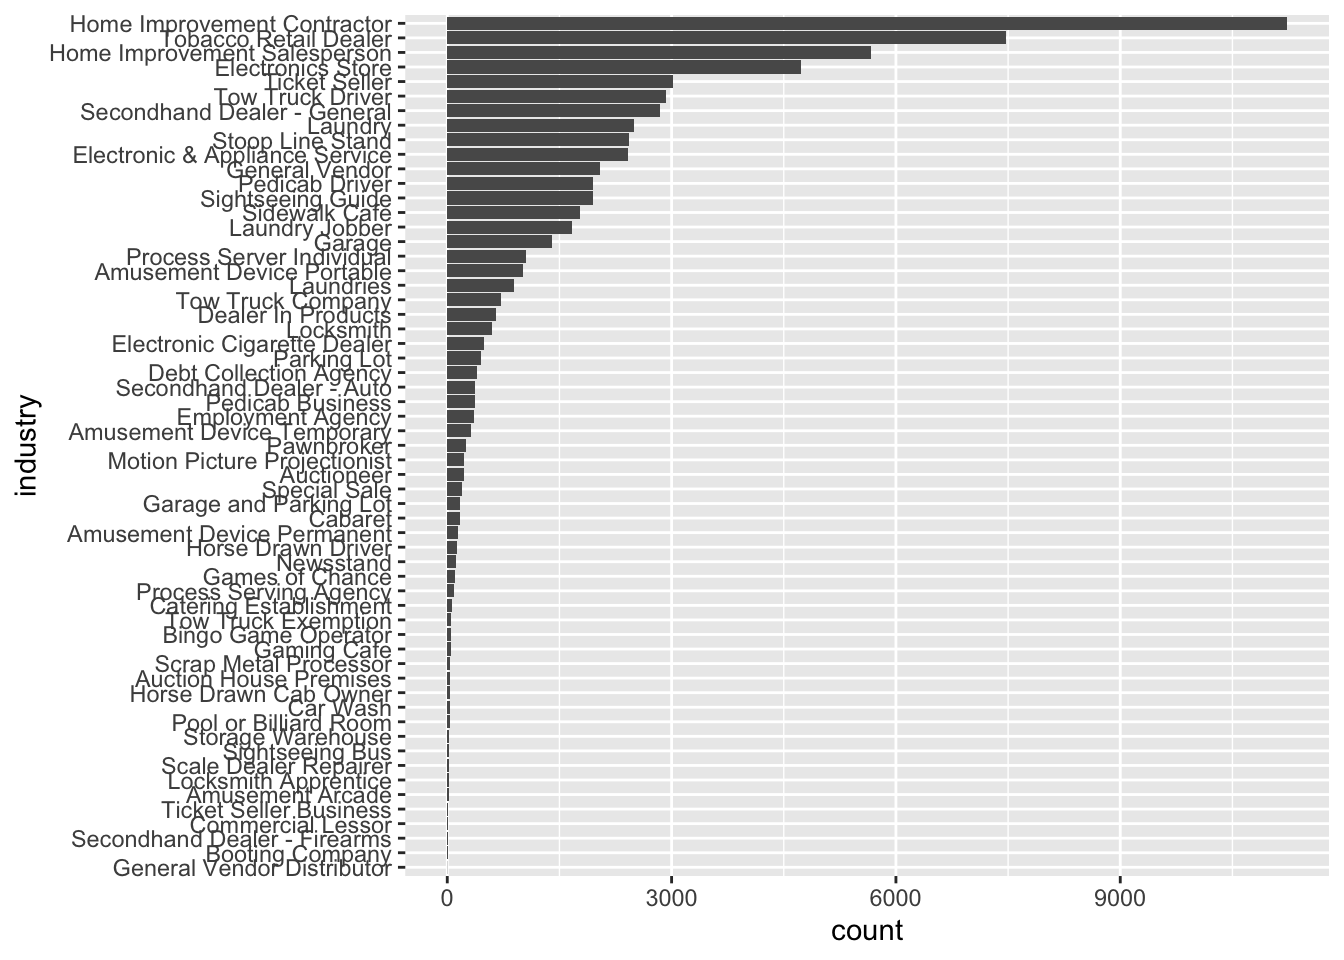 Home Improvement Contractor
Tobacco Retail Dealer
Home Improvement Salesperson
Electronics Store
Ticket Seller
Tow Truck Driver
Secondhand Dealer - General
Laundry
Stoop Line Stand
Electronic & Appliance Service
General Vendor
Pedicab Driver
Sightseeing Guide
Sidewalk Cafe
Laundry Jobber
Garage
Process Server Individual
Amusement Device Portable
Laundries
Tow Truck Company
Dealer In Products
Locksmith
Electronic Cigarette Dealer
Parking Lot
Debt Collection Agency
Secondhand Dealer - Auto
Pedicab Business
Employment Agency
Amusement Device Temporary
Pawnbroker
Motion Picture Projectionist
Auctioneer
Special Sale
Garage and Parking Lot
Cabaret
Amusement Device Permanent
Horse Drawn Driver
Newsstand
Games of Chance
Process Serving Agency
Catering Establishment
Tow Truck Exemption
Bingo Game Operator
Gaming Cafe
Scrap Metal Processor
Auction House Premises
Horse Drawn Cab Owner
Car Wash
Pool or Billiard Room
Storage Warehouse
Sightseeing Bus
Scale Dealer Repairer
Locksmith Apprentice
Amusement Arcade
Ticket Seller Business
Commercial Lessor
Secondhand Dealer - Firearms
Booting Company
General Vendor Distributor
industry
0 3000 6000 9000
count